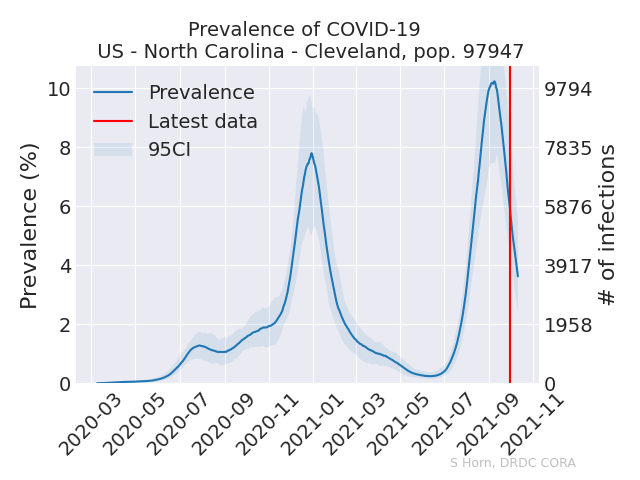 Prevalence of COVID-19
US - North Carolina - Cleveland, pop. 97947
Prevalence
Latest data
95CI
Prevalence (%)
10
8
6
4
2
0
9794
7835
5876
3917
1958
0
# of infections
2020-03
2020-05
2020-07
2020-09
2020-11
2021-01
2021-03
2021-05
2021-07
2021-09
2021-11
S Horn, DRDC CORA